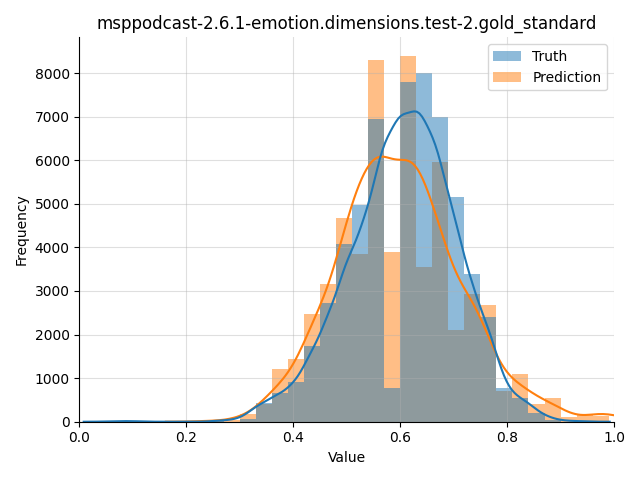 msppodcast-2.6.1-emotion.dimensions.test-2.gold_standard
Truth
Prediction
8000
7000
6000
5000
4000
3000
2000
1000
0
Frequency
0.0 0.2 0.4 0.6 0.8 1.0
Value